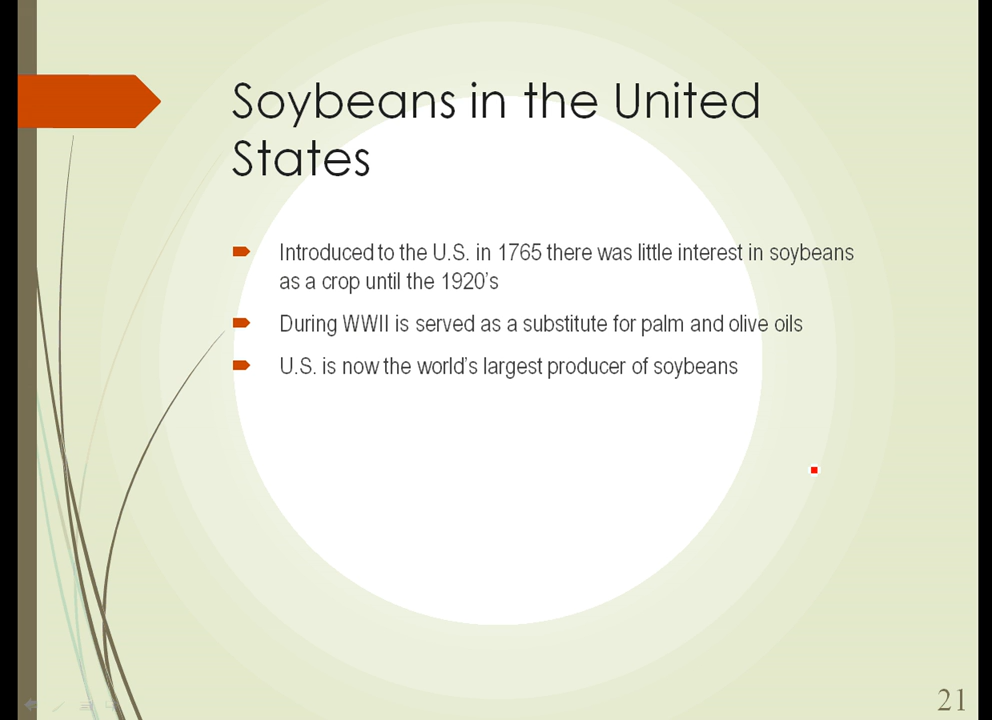 Soybeans in the United
States
Introduced to the U.S. in 1765 there was little interest in soybeans
as a crop until the 1920’s
During WWII is served as a substitute for palm and olive oils
U.S. is now the world’s largest producer of soybeans
21